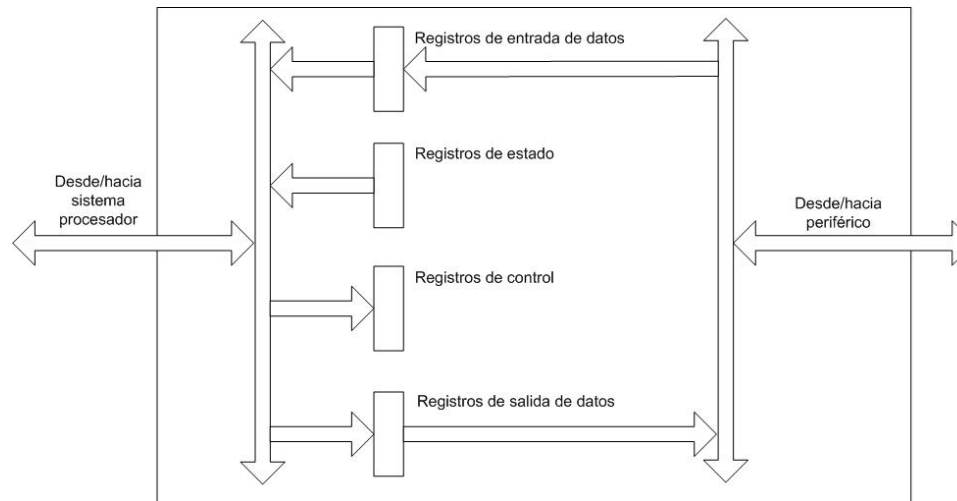 Registros de entrada de datos
Registros de estado
Desde/hacia
sistema
procesador
Desde/hacia
periférico
Registros de control
Registros de salida de datos